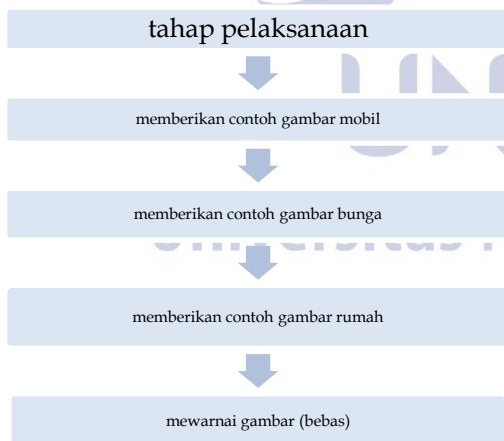 tahap pelaksanaan
memberikan contoh gambar mobil
memberikan contoh gambar bunga
memberikan contoh gambar rumah
mewarnai gambar (bebas)